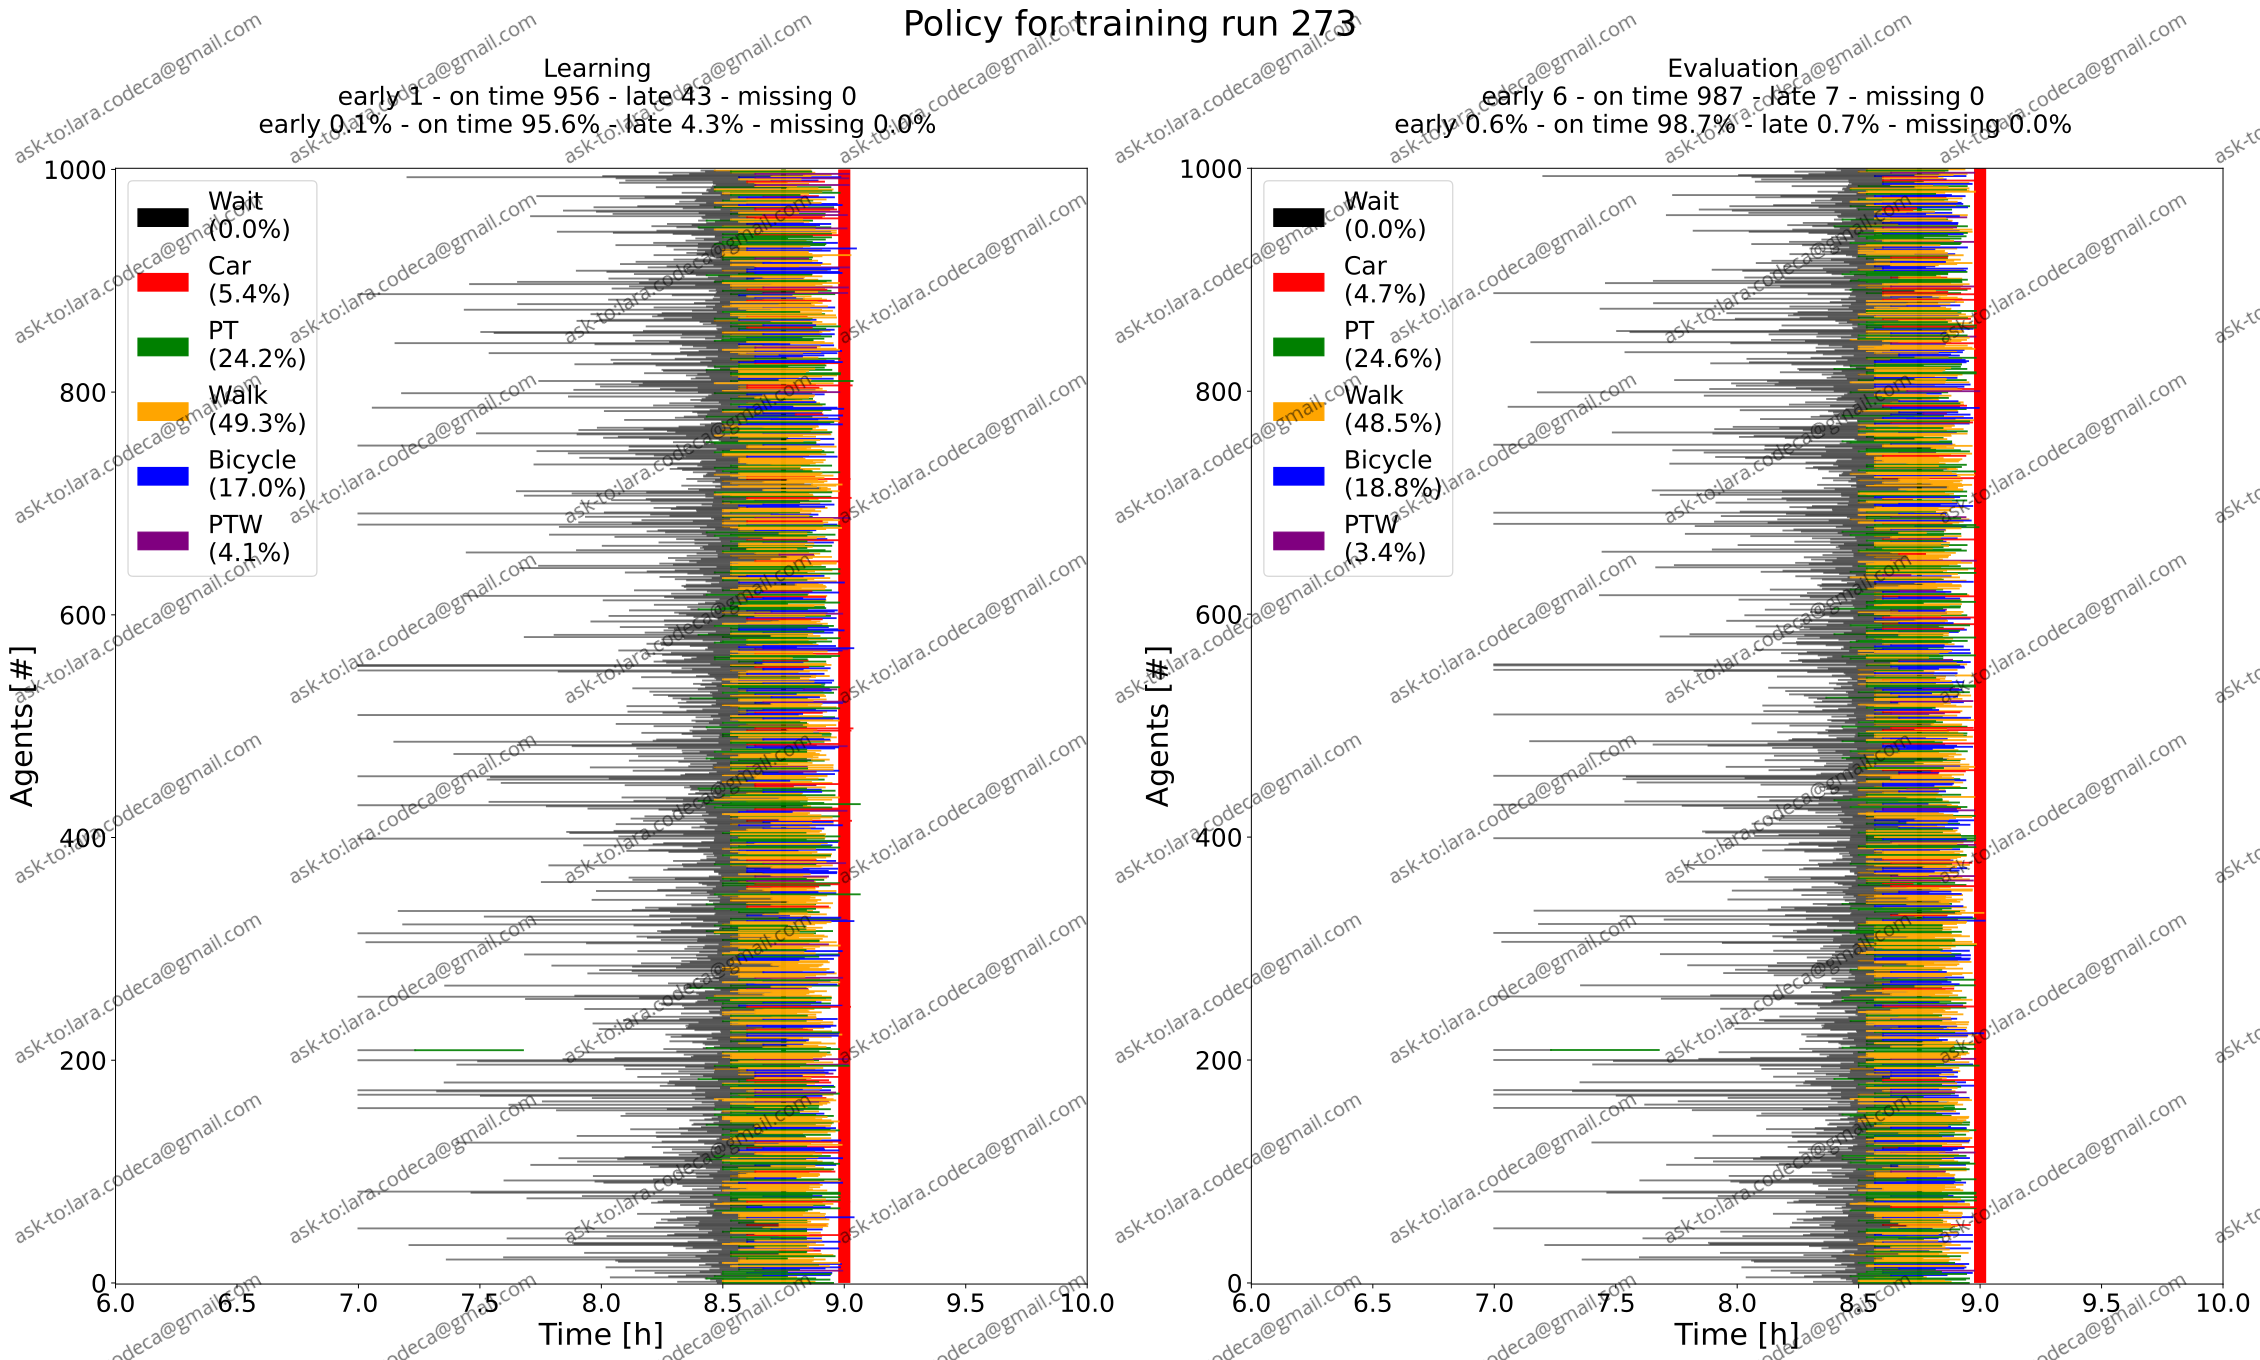 Policy for training run 273
Learning
early 1 - on time 956 - late 43 - missing 0
early 0.1% - on time 95.6% - late 4.3% - missing 0.0%
Evaluation
early 6 - on time 987 - late 7 - missing 0
early 0.6% - on time 98.7% - late 0.7% - missing 0.0%
Agents [#]
1000
800
600
400
200
0
Wait
(0.0%)
Car
(5.4%)
PT
(24.2%)
Walk
(49.3%)
Bicycle
(17.0%)
PTW
(4.1%)
6.0 6.5 7.0 7.5 8.0 8.5 9.0 9.5 10.0
Time [h]
Agents [#]
1000
800
600
400
200
0
Wait
(0.0%)
Car
(4.7%)
PT
(24.6%)
Walk
(48.5%)
Bicycle
(18.8%)
PTW
(3.4%)
6.0 6.5 7.0 7.5 8.0 8.5 9.0 9.5 10.0
Time [h]
ask-to:lara.codeca@gmail.com